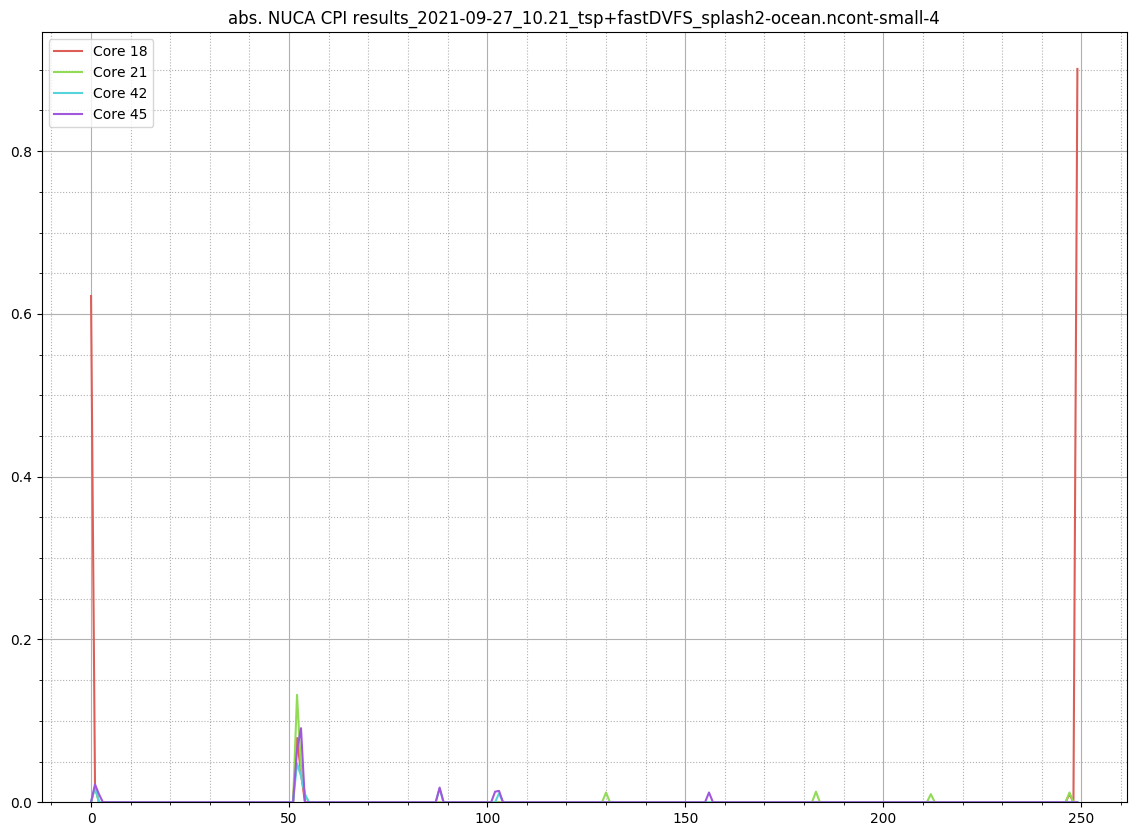 abs. NUCA CPI results_2021-09-27_10.21_tsp+fastDVFS_splash2-ocean.ncont-small-4
Core 18
Core 21
Core 42
Core 45
0.8
0.6
0.4
0.2
0.0
0 50 100 150 200 250